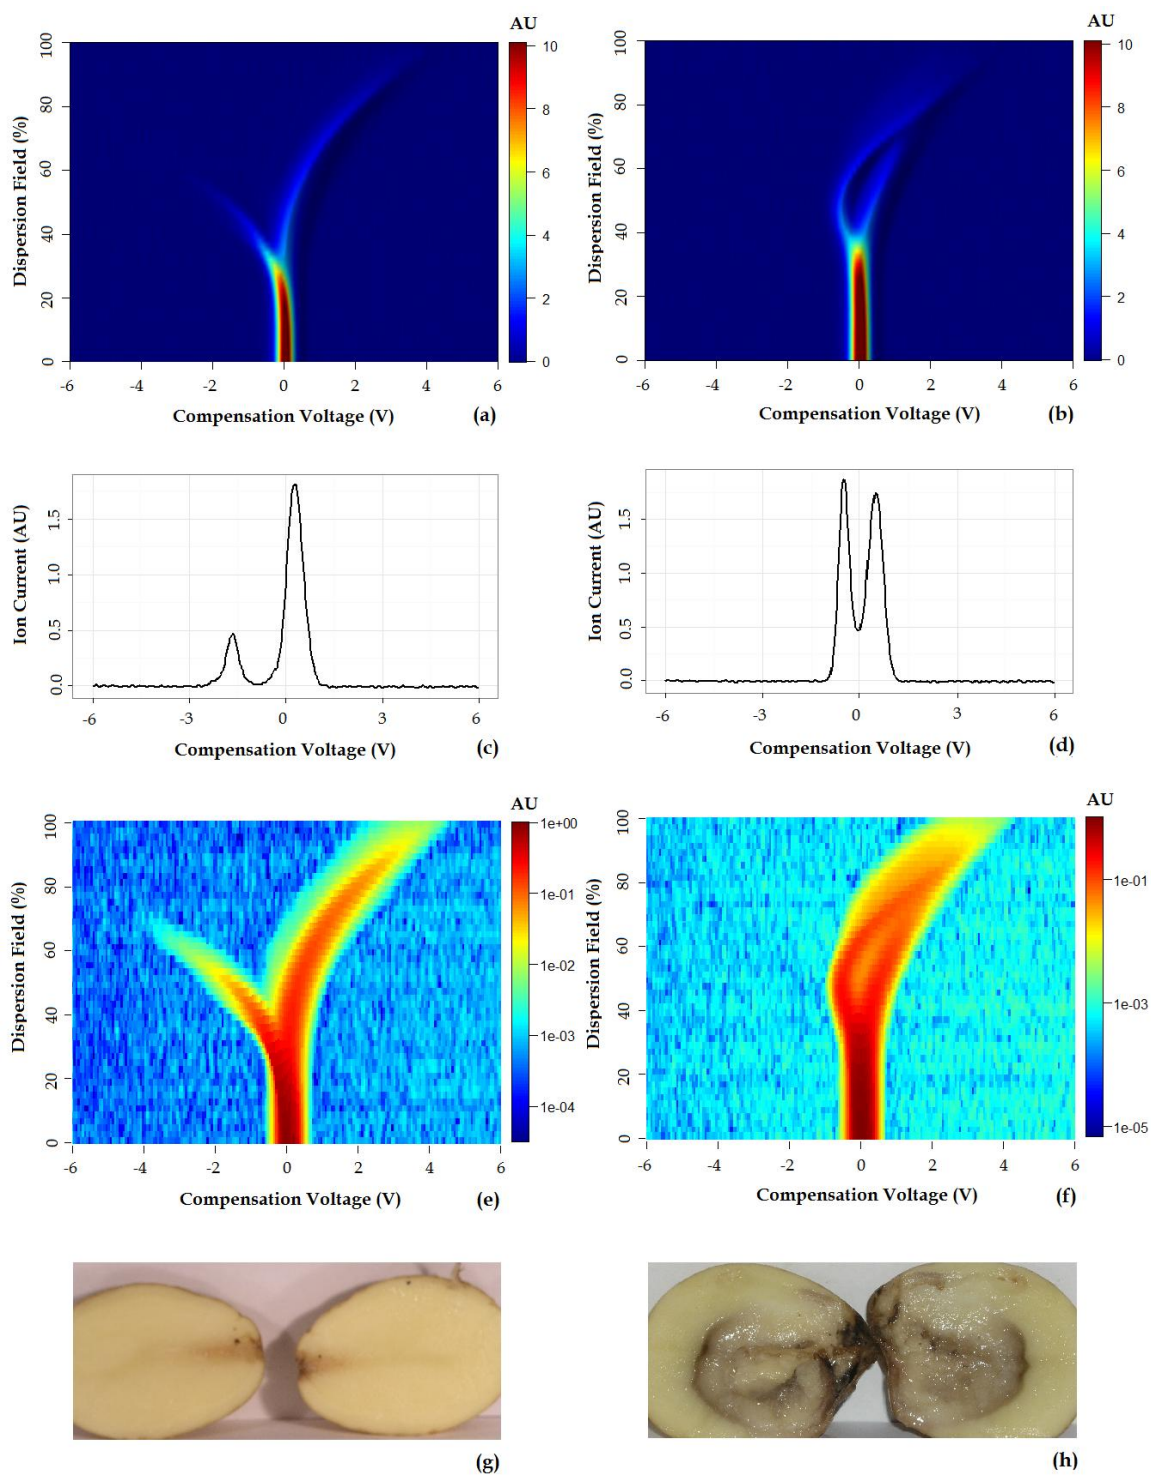 AU
Dispersion Field (%)
100
80
60
40
20
0
10
8
6
4
2
0
-6 -4 -2 0 2 4 6
Compensation Voltage (V) (a)
AU
Dispersion Field (%)
100
80
60
40
20
0
10
8
6
4
2
0
-6 -4 -2 0 2 4 6
Compensation Voltage (V) (b)
Ion Current (AU)
1.5
1.0
0.5
0.0
-6 -3 0 3 6
Compensation Voltage (V) (c)
Ion Current (AU)
1.5
1.0
0.5
0.0
-6 -3 0 3 6
Compensation Voltage (V) (d)
AU
Dispersion Field (%)
100
80
60
40
20
0
1e+00
1e-01
1e-02
1e-03
1e-04
-6 -4 -2 0 2 4 6
Compensation Voltage (V) (e)
AU
Dispersion Field (%)
100
80
60
40
20
0
1e-01
1e-03
1e-05
-6 -4 -2 0 2 4 6
Compensation Voltage (V) (f)
(g)
(h)